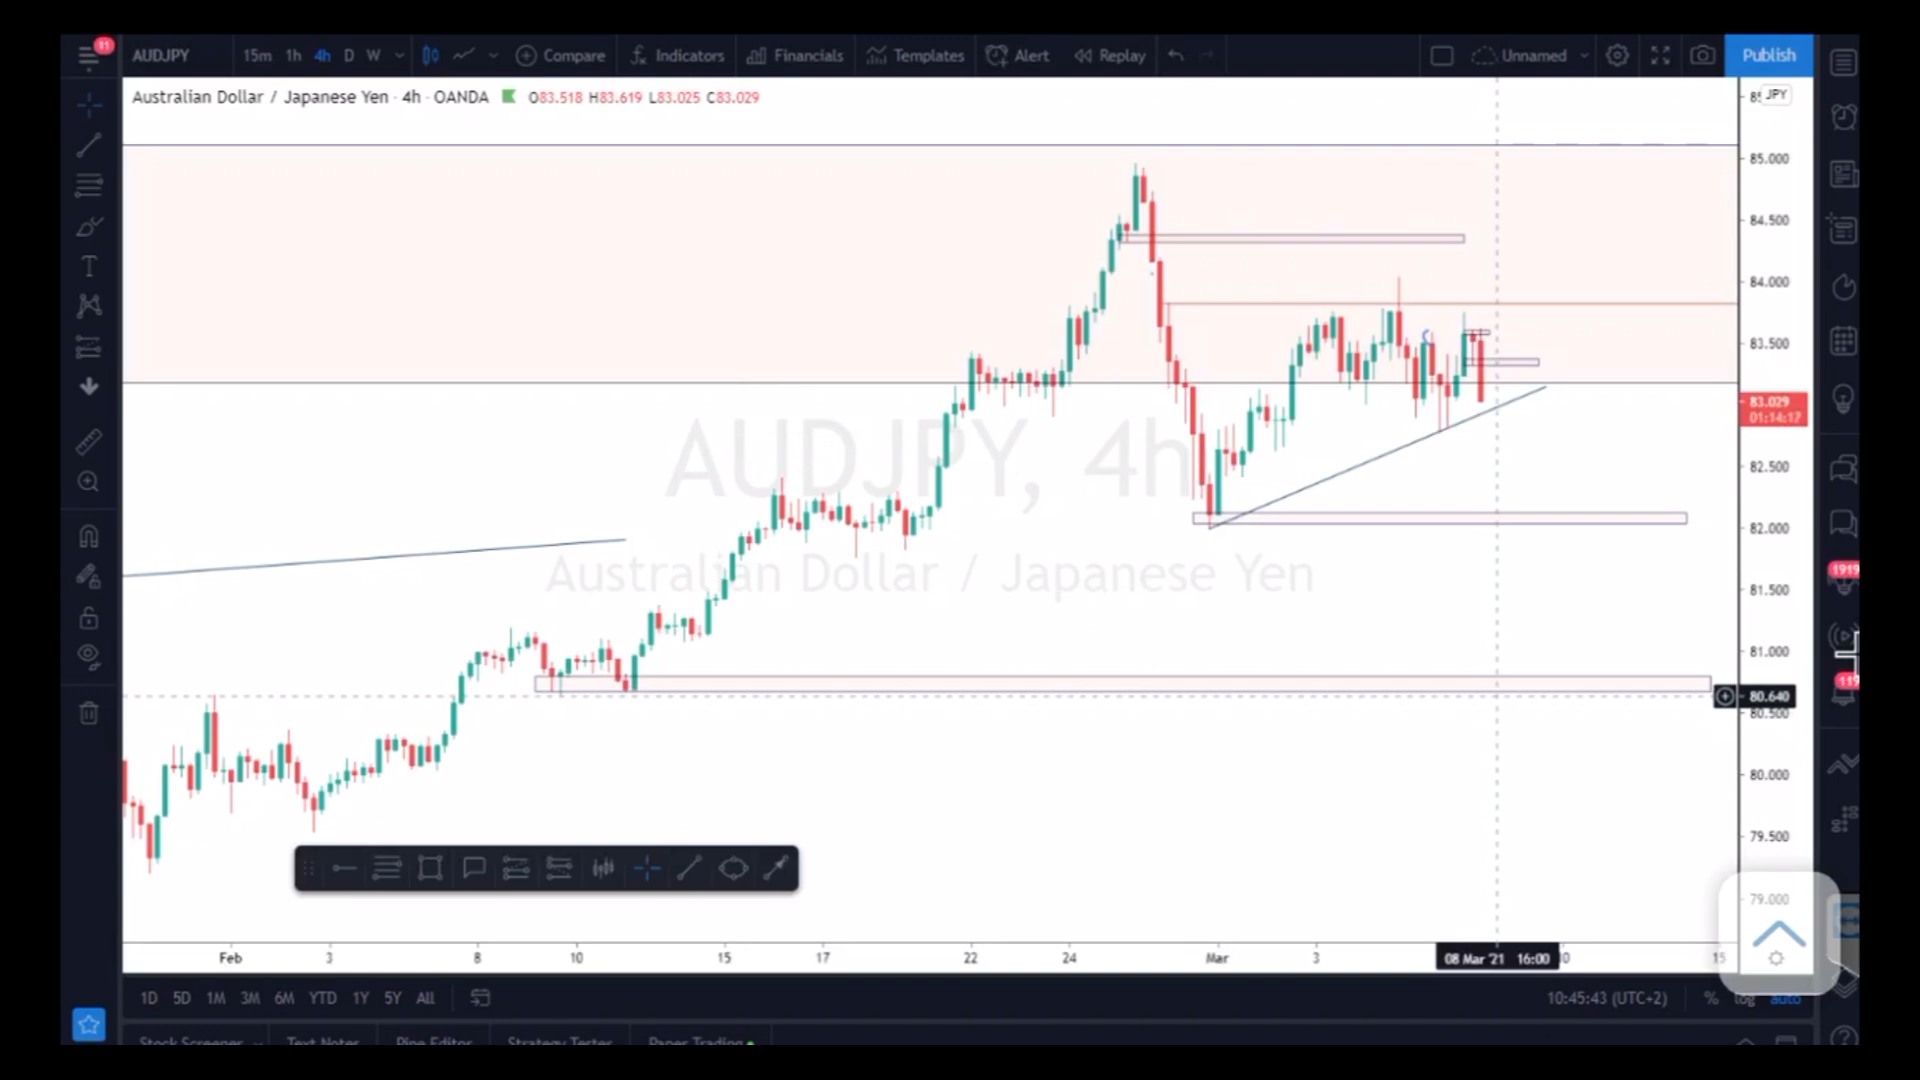 11
AUDJPY 15m 1h 4h D W Compare Indicators Financials Templates Alert Replay Unnamed Publish
Australian Dollar / Japanese Yen · 4h · OANDA O83.518 H83.619 L83.025 C83.029
JPY
85.000
84.500
84.000
83.500
83.029
01:14:17
82.500
82.000
81.500
81.000
80.640
80.500
80.000
79.500
79.000
AUDJPY, 4h
Australian Dollar / Japanese Yen
1919
119
Feb 3 8 10 15 17 22 24 Mar 3 08 Mar '21 16:00 15
1D 5D 1M 3M 6M YTD 1Y 5Y All 10:45:43 (UTC+2) % log auto
Stock Screener Text Notes Pine Editor Strategy Tester Paper Trading